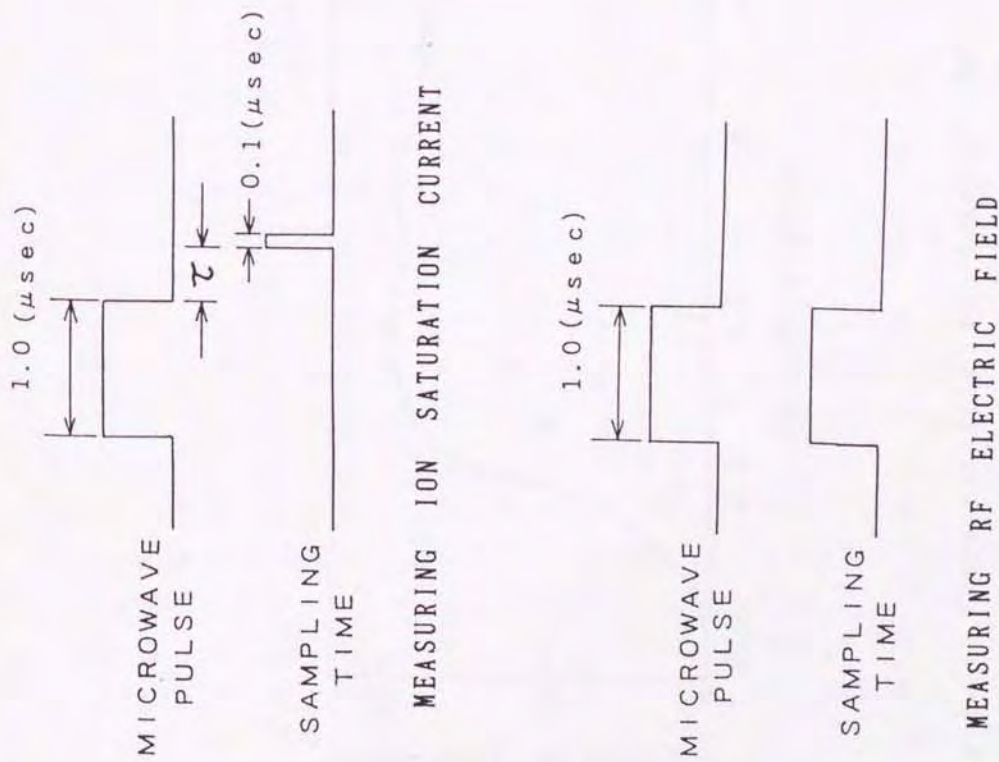 1.0 (μsec)
MICROWAVE
PULSE
τ
0.1 (μsec)
SAMPLING
TIME
MEASURING ION SATURATION CURRENT
1.0 (μsec)
MICROWAVE
PULSE
SAMPLING
TIME
MEASURING RF ELECTRIC FIELD